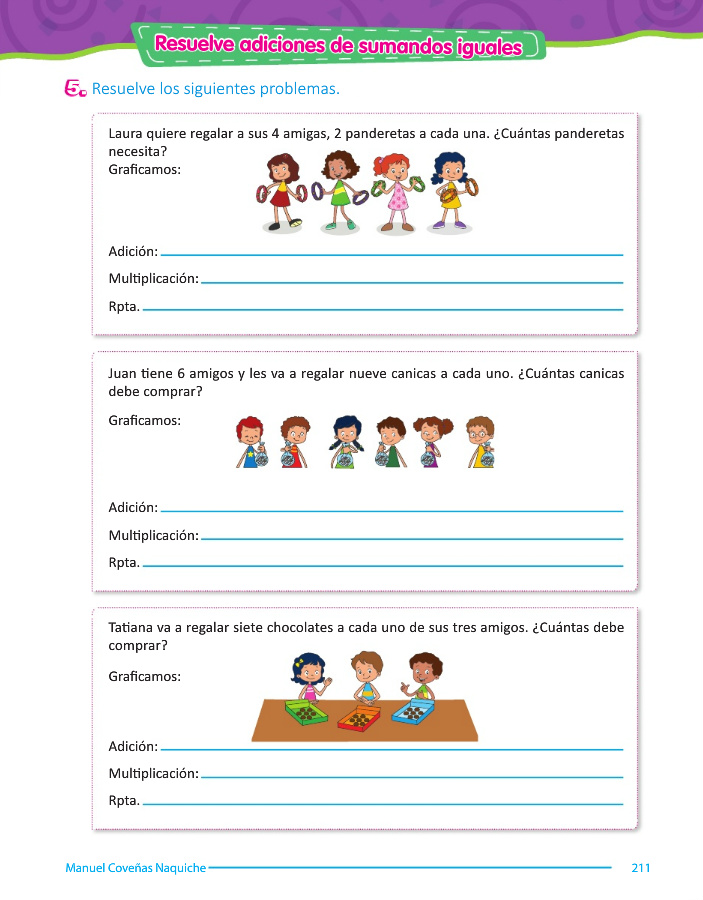 Resuelve adiciones de sumandos iguales
5. Resuelve los siguientes problemas.
Laura quiere regalar a sus 4 amigas, 2 panderetas a cada una. ¿Cuántas panderetas
necesita?
Graficamos:
Adición:
Multiplicación:
Rpta.
Juan tiene 6 amigos y les va a regalar nueve canicas a cada uno. ¿Cuántas canicas
debe comprar?
Graficamos:
Adición:
Multiplicación:
Rpta.
Tatiana va a regalar siete chocolates a cada uno de sus tres amigos. ¿Cuántas debe
comprar?
Graficamos:
Adición:
Multiplicación:
Rpta.
Manuel Coveñas Naquiche 211